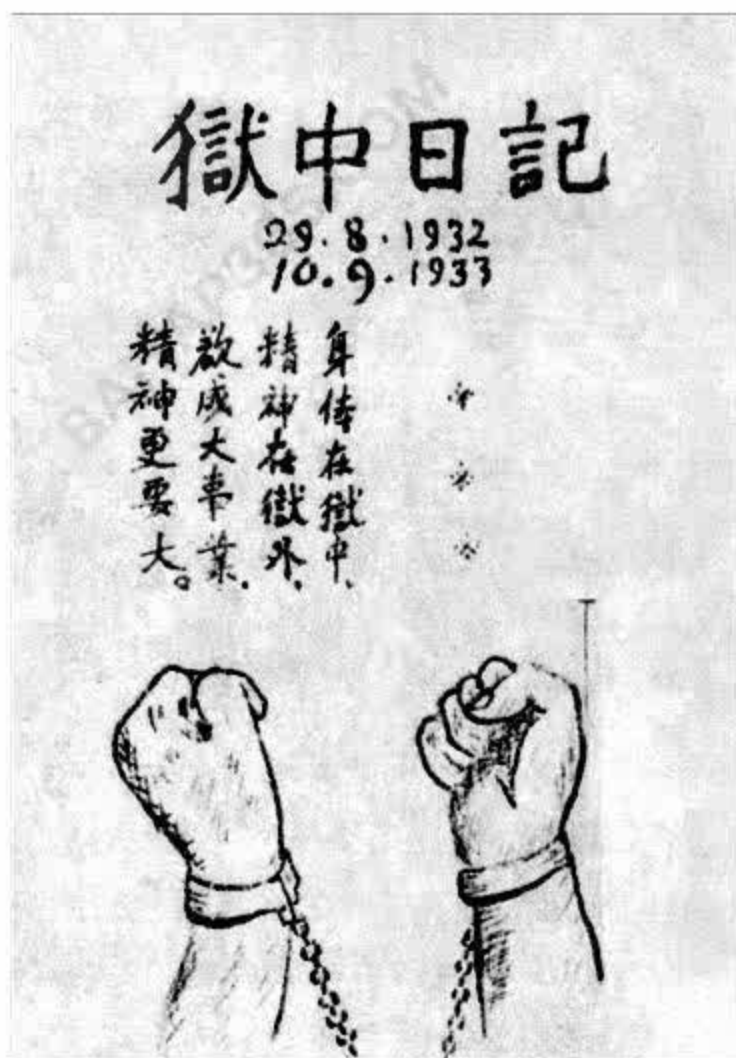 獄中日記
29.8.1932
10.9.1933
身体在獄中、
精神在獄外、
欲成大事業、
精神更要大。